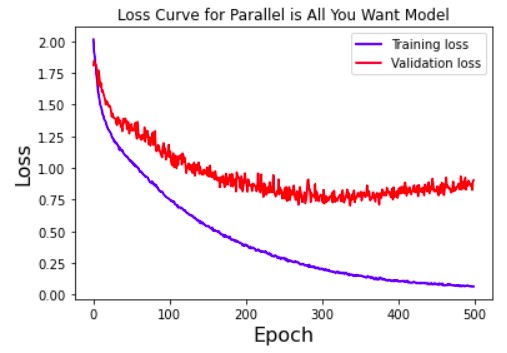 Loss Curve for Parallel is All You Want Model
Training loss
Validation loss
2.00
1.75
1.50
1.25
1.00
0.75
0.50
0.25
0.00
Loss
0 100 200 300 400 500
Epoch